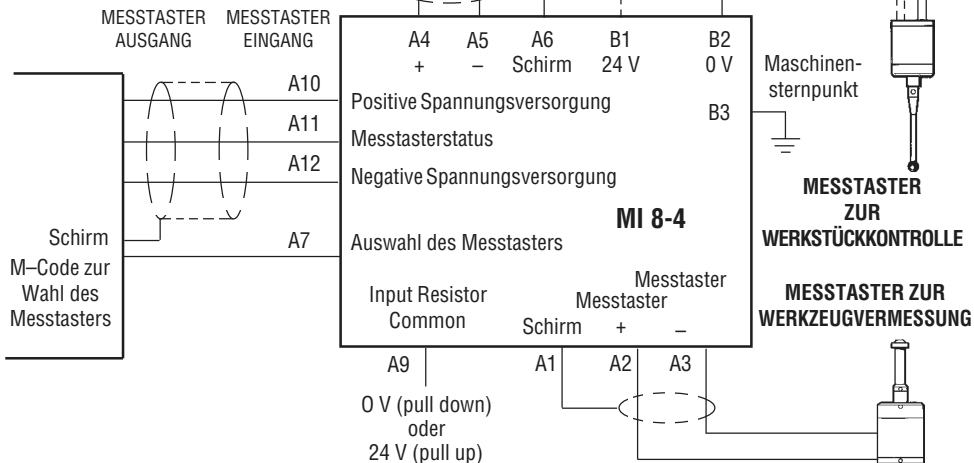 MESSTASTER AUSGANG
MESSTASTER EINGANG
A4
A5
A6
B1
B2
+
–
Schirm
24 V
0 V
Maschinen-
sternpunkt
A10
Positive Spannungsversorgung
B3
A11
Messtasterstatus
A12
Negative Spannungsversorgung
MESSTASTER
ZUR
WERKSTÜCKKONTROLLE
MI 8-4
Schirm
A7
Auswahl des Messtasters
M–Code zur
Wahl des
Messtasters
Input Resistor
Common
Messtaster
Messtaster
Schirm
+
–
MESSTASTER ZUR
WERKZEUGVERMESSUNG
A9
A1
A2
A3
O V (pull down)
oder
24 V (pull up)